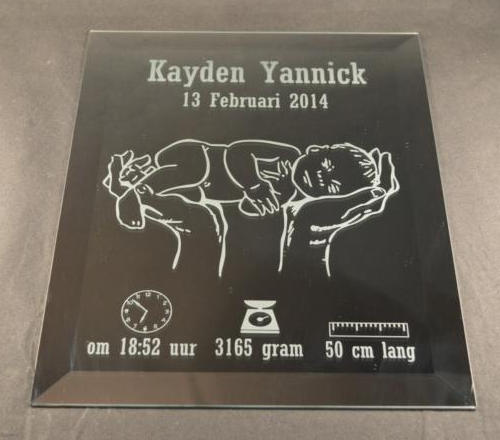 Kayden Yannick
13 Februari 2014
om 18:52 uur 3165 gram 50 cm lang